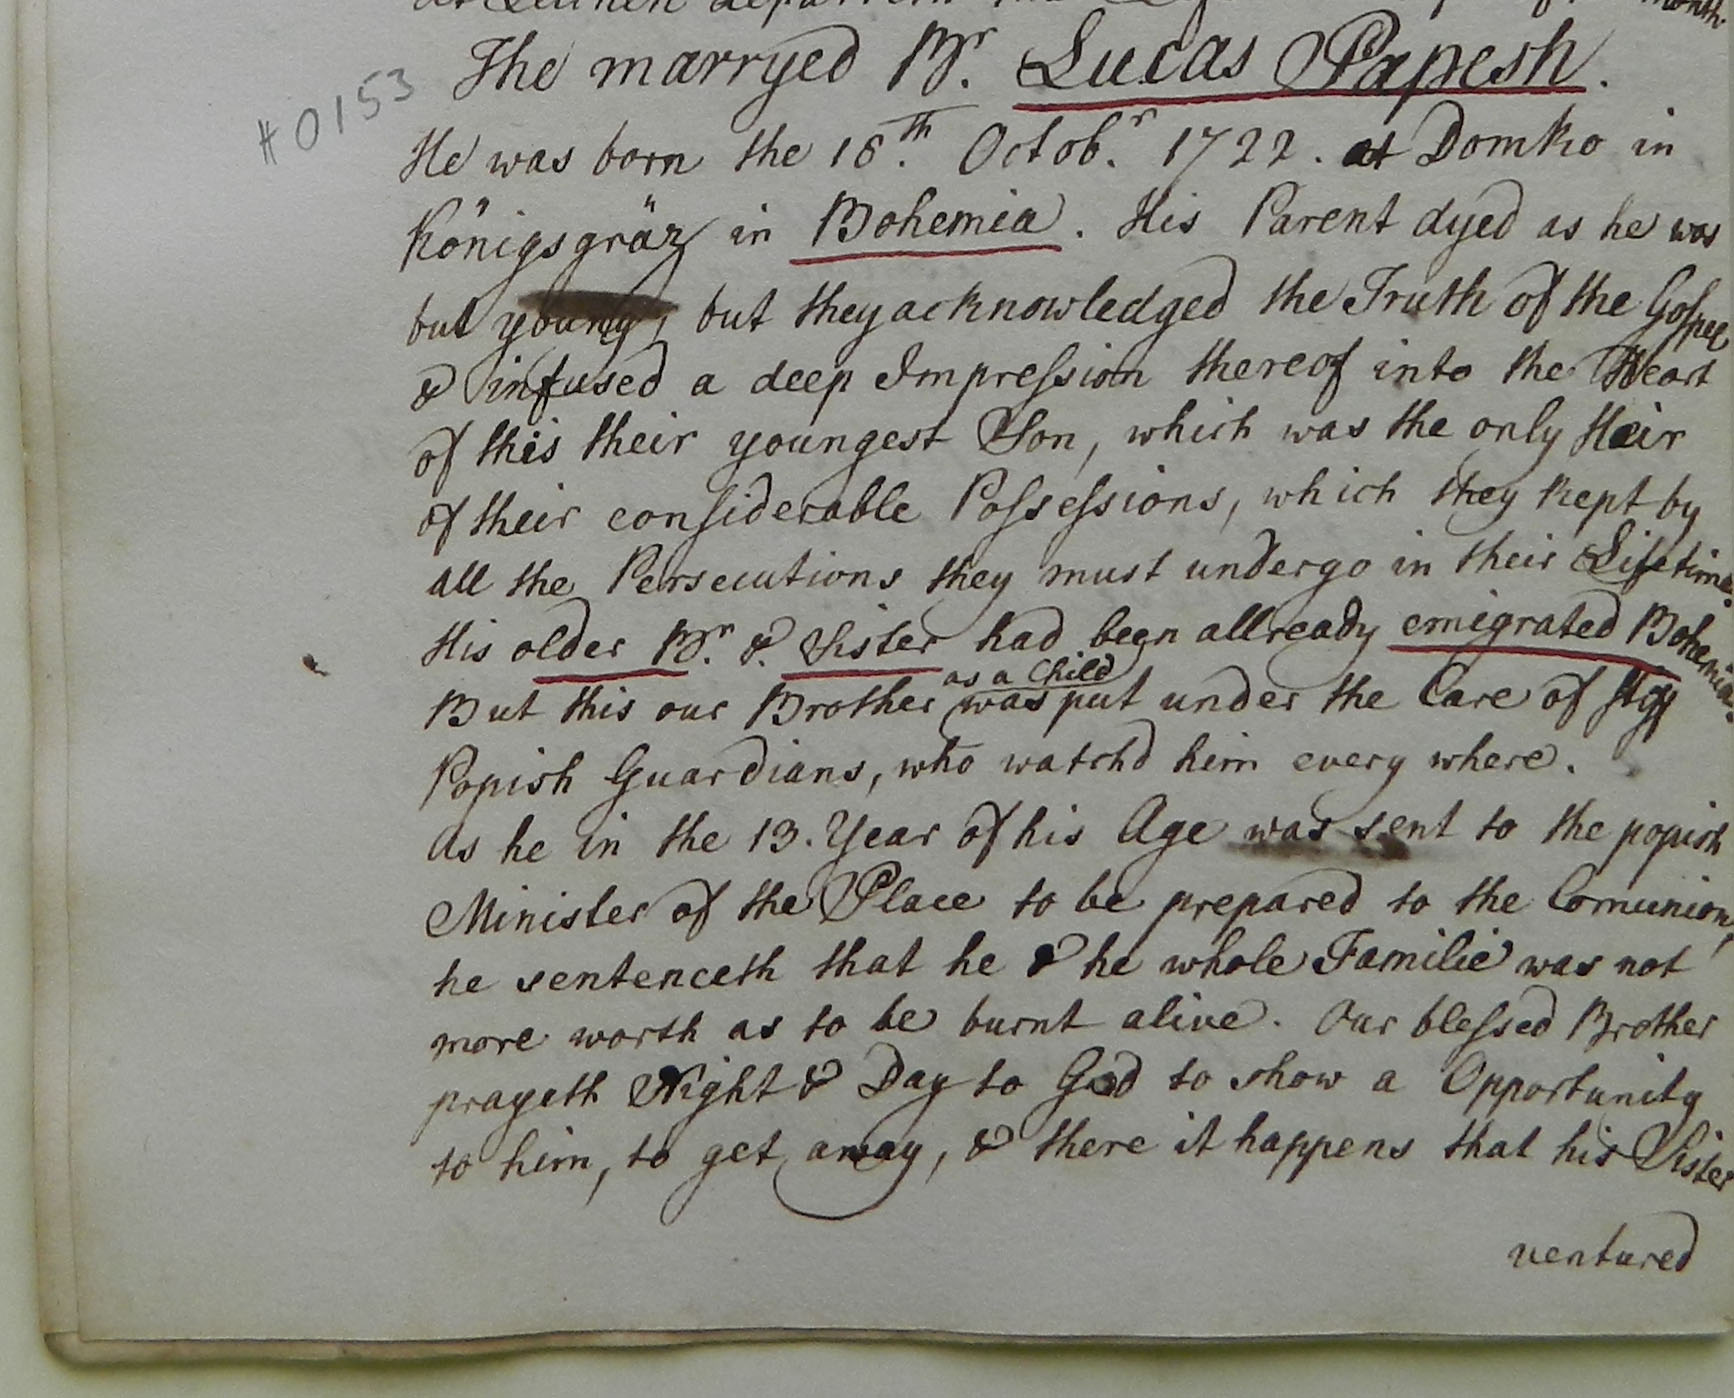 month
#0153
The marryed Br. Lucas Papesh.
He was born the 18th. Octobr. 1722. at Domko in
Königsgräz in Bohemia. His Parent dyed as he was
but young, but they acknowledged the Truth of the Gospel
& infused a deep Impression thereof into the Heart
of this their youngest Son, which was the only Heir
of their considerable Possessions, which they kept by
all the Persecutions they must undergo in their Lifetime.
His older Br. & Sister had been allready emigrated Bohemia.
as a Child
But this our Brother was put under the Care of
Popish Guardians, who watchd him every where.
As he in the 13. Year of his Age was sent to the popish
Minister of the Place to be prepared to the Comunion,
he sentenceth that he & he whole Familie was not
more worth as to be burnt alive. Our blessed Brother
prayeth Night & Day to God to show a Opportunity
to him, to get away, & there it happens that his Sister
ventured